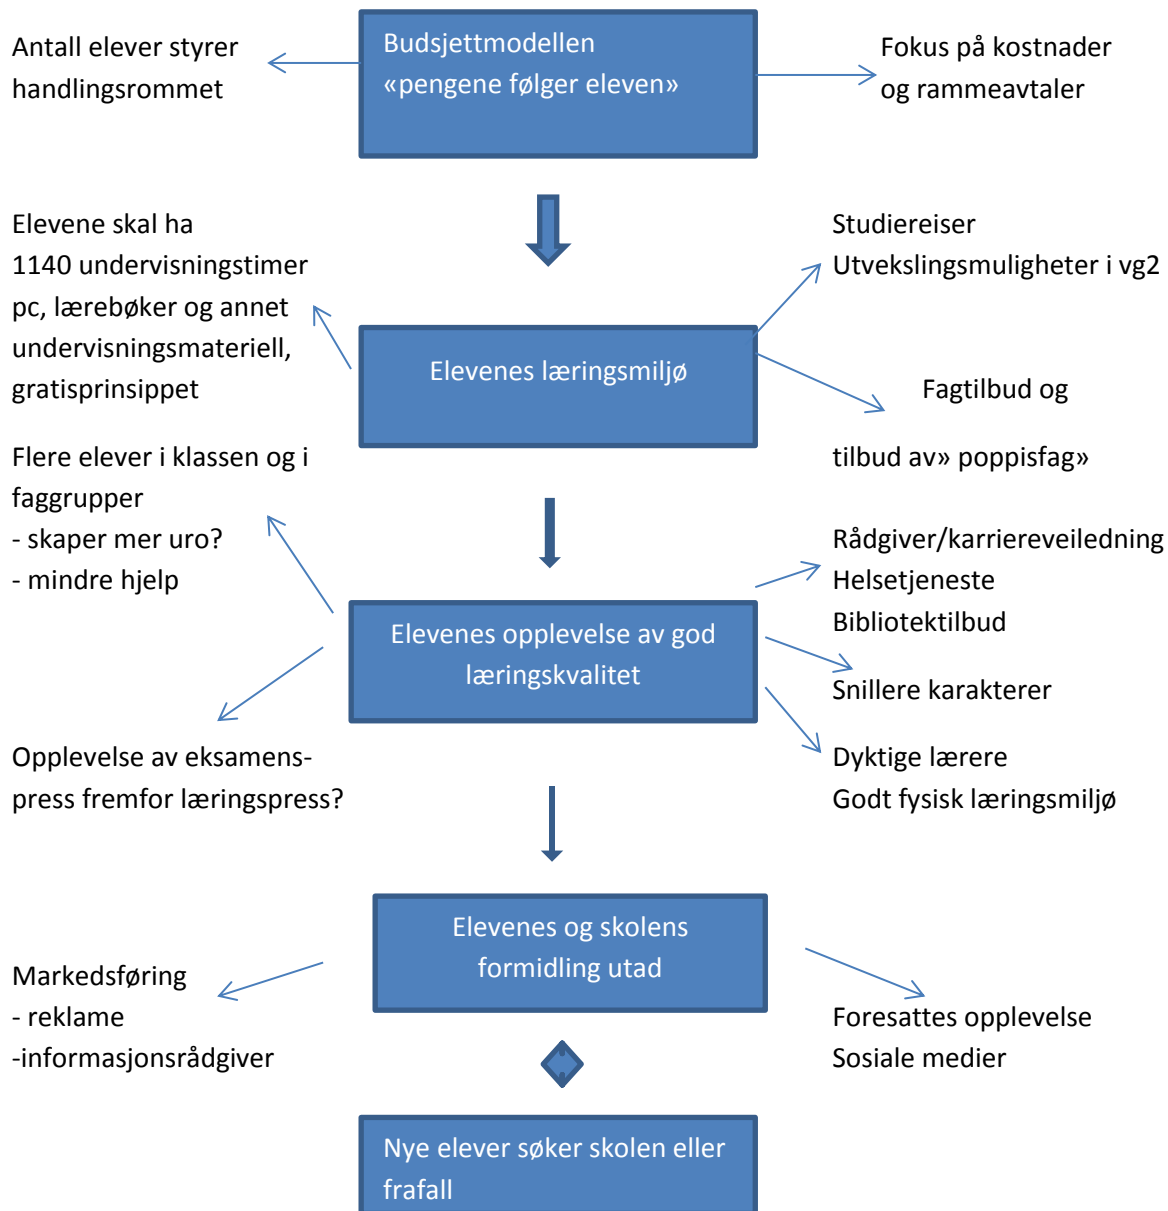 Antall elever styrer
handlingsrommet
Budsjettmodellen
«pengene følger eleven»
Fokus på kostnader
og rammeavtaler
Elevene skal ha
1140 undervisningstimer
pc, lærebøker og annet
undervisningsmateriell,
gratisprinsippet
Studiereiser
Utvekslingsmuligheter i vg2
Elevenes læringsmiljø
Fagtilbud og
tilbud av» poppisfag»
Flere elever i klassen og i
faggrupper
- skaper mer uro?
- mindre hjelp
Rådgiver/karriereveiledning
Helsetjeneste
Bibliotektilbud
Elevenes opplevelse av god
læringskvalitet
Snillere karakterer
Opplevelse av eksamens-
press fremfor læringspress?
Dyktige lærere
Godt fysisk læringsmiljø
Elevenes og skolens
formidling utad
Markedsføring
- reklame
-informasjonsrådgiver
Foresattes opplevelse
Sosiale medier
Nye elever søker skolen eller
frafall